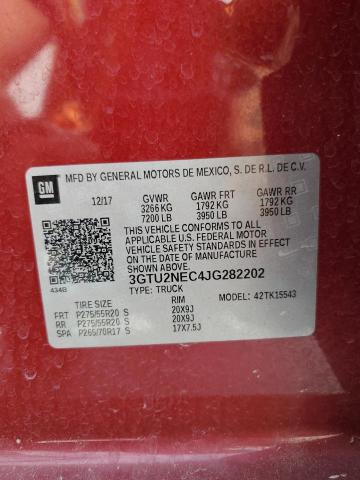 GM
MFD BY GENERAL MOTORS DE MEXICO, S. DE R.L. DE C.V.
12/17 GVWR GAWR FRT GAWR RR
3266 KG 1792 KG 1792 KG
7200 LB 3950 LB 3950 LB
THIS VEHICLE CONFORMS TO ALL
APPLICABLE U.S. FEDERAL MOTOR
VEHICLE SAFETY STANDARDS IN EFFECT
ON THE DATE OF MANUFACTURE SHOWN
ABOVE.
3GTU2NEC4JG282202
434B TYPE: TRUCK
TIRE SIZE RIM MODEL: 42TK15543
FRT P275/55R20 S 20X9J
RR P275/55R20 S 20X9J
SPA P265/70R17 S 17X7.5J